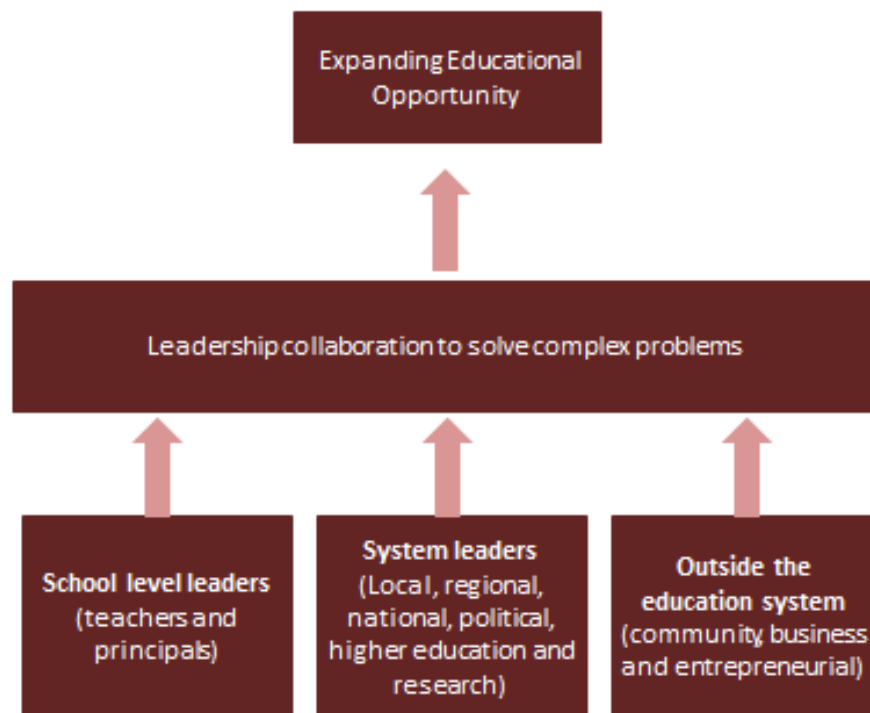 Expanding Educational
Opportunity
Leadership collaboration to solve complex problems
School level leaders
(teachers and
principals)
System leaders
(Local, regional,
national, political,
higher education and
research)
Outside the
education system
(community, business
and entrepreneurial)